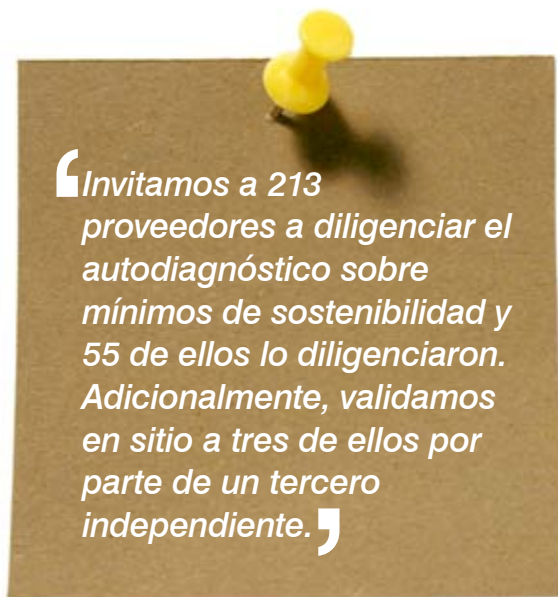 ‘Invitamos a 213
proveedores a diligenciar el
autodiagnóstico sobre
mínimos de sostenibilidad y
55 de ellos lo diligenciaron.
Adicionalmente, validamos
en sitio a tres de ellos por
parte de un tercero
independiente.’